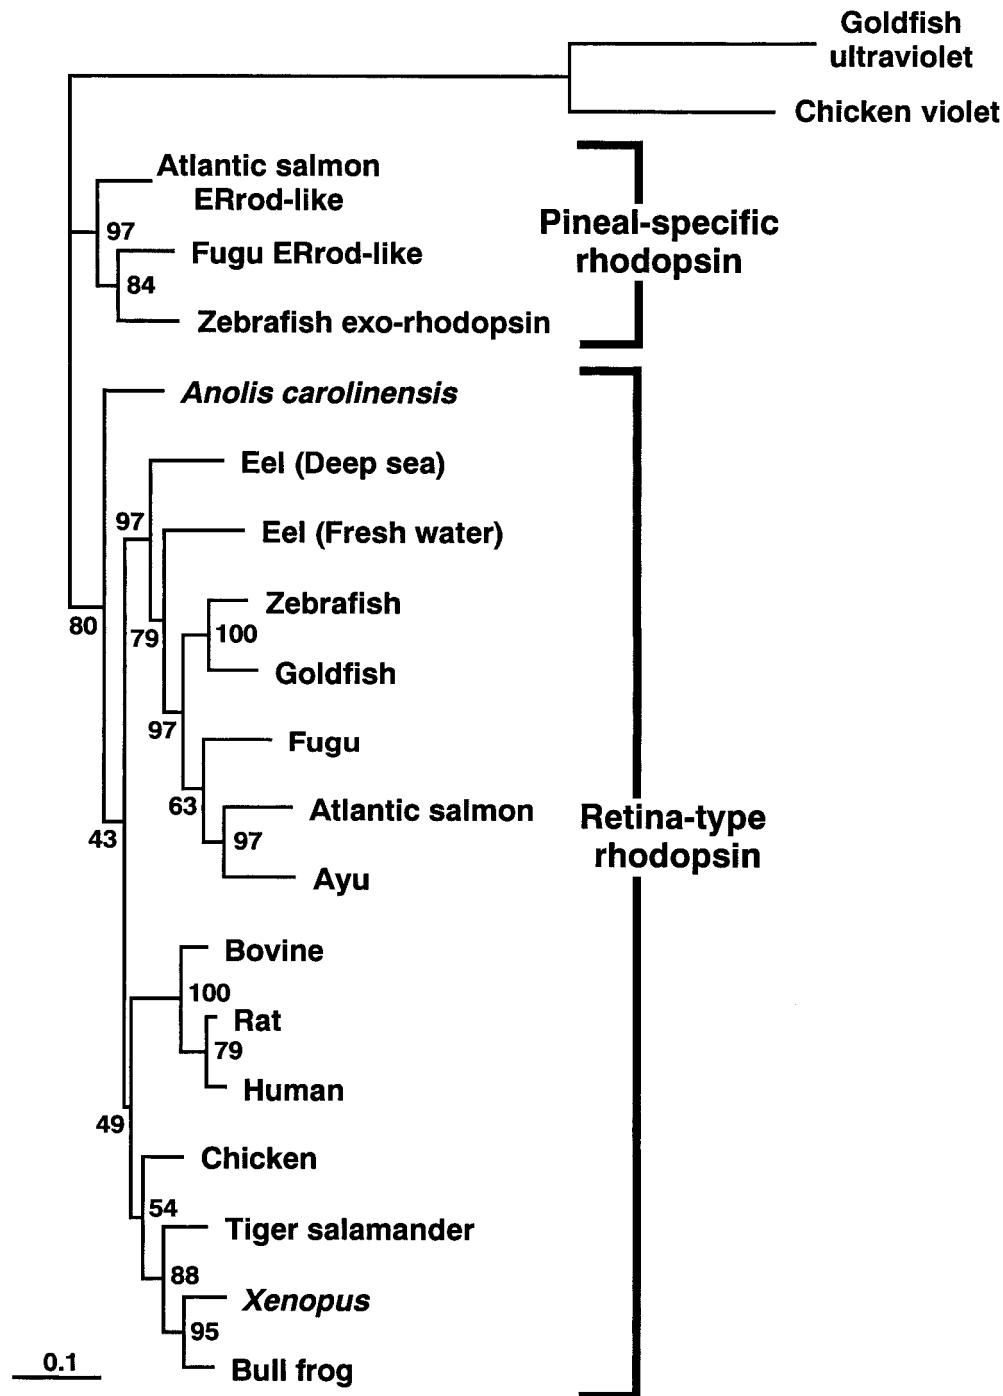 Goldfish
ultraviolet
Chicken violet
Atlantic salmon
ERrod-like
97
Fugu ERrod-like
84
Zebrafish exo-rhodopsin
Pineal-specific
rhodopsin
Anolis carolinensis
Eel (Deep sea)
97
Eel (Fresh water)
Zebrafish
80
79
100
Goldfish
97
Fugu
63
Atlantic salmon
43
97
Ayu
Retina-type
rhodopsin
Bovine
100
Rat
79
Human
49
Chicken
54
Tiger salamander
88
Xenopus
95
Bull frog
0.1